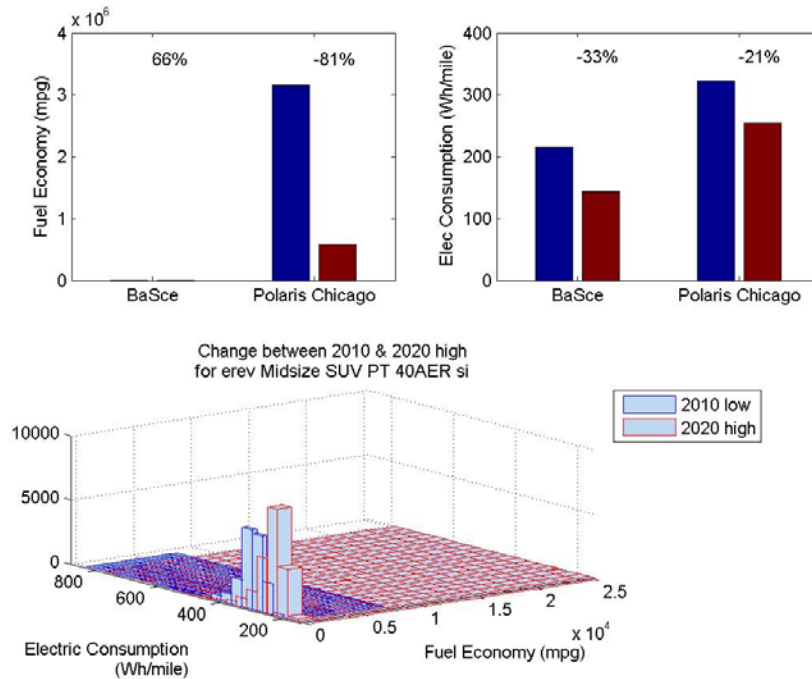 x 10^6
4
3
2
1
0
Fuel Economy (mpg)
66%
-81%
BaSce
Polaris Chicago
400
300
200
100
0
Elec Consumption (Wh/mile)
-33%
-21%
BaSce
Polaris Chicago
Change between 2010 & 2020 high
for erev Midsize SUV PT 40AER si
2010 low
2020 high
10000
5000
0
800
600
400
200
Electric Consumption
(Wh/mile)
0
0.5
1
1.5
2
2.5
x 10^4
Fuel Economy (mpg)